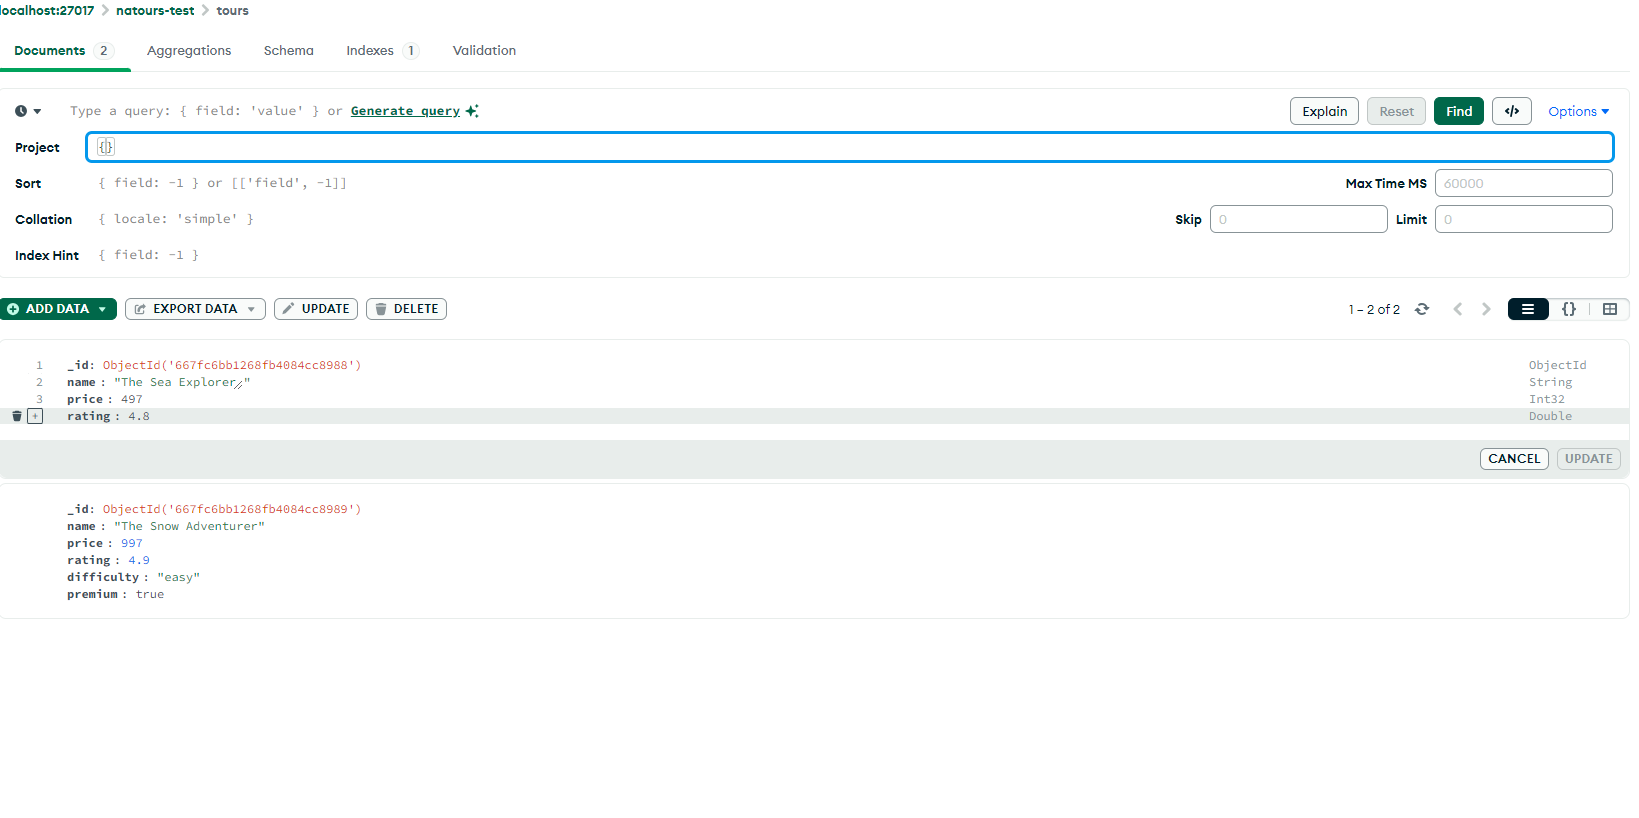 localhost:27017 > natours-test > tours
Documents 2 Aggregations Schema Indexes 1 Validation
Type a query: { field: 'value' } or Generate query
Explain Reset Find </> Options
Project {}
Sort { field: -1 } or [['field', -1]] Max Time MS 60000
Collation { locale: 'simple' } Skip 0 Limit 0
Index Hint { field: -1 }
ADD DATA EXPORT DATA UPDATE DELETE 1 – 2 of 2 {}
1 _id: ObjectId('667fc6bb1268fb4084cc8988') ObjectId
2 name : "The Sea Explorer" String
3 price : 497 Int32
+ rating : 4.8 Double
CANCEL UPDATE
_id: ObjectId('667fc6bb1268fb4084cc8989')
name : "The Snow Adventurer"
price : 997
rating : 4.9
difficulty : "easy"
premium : true